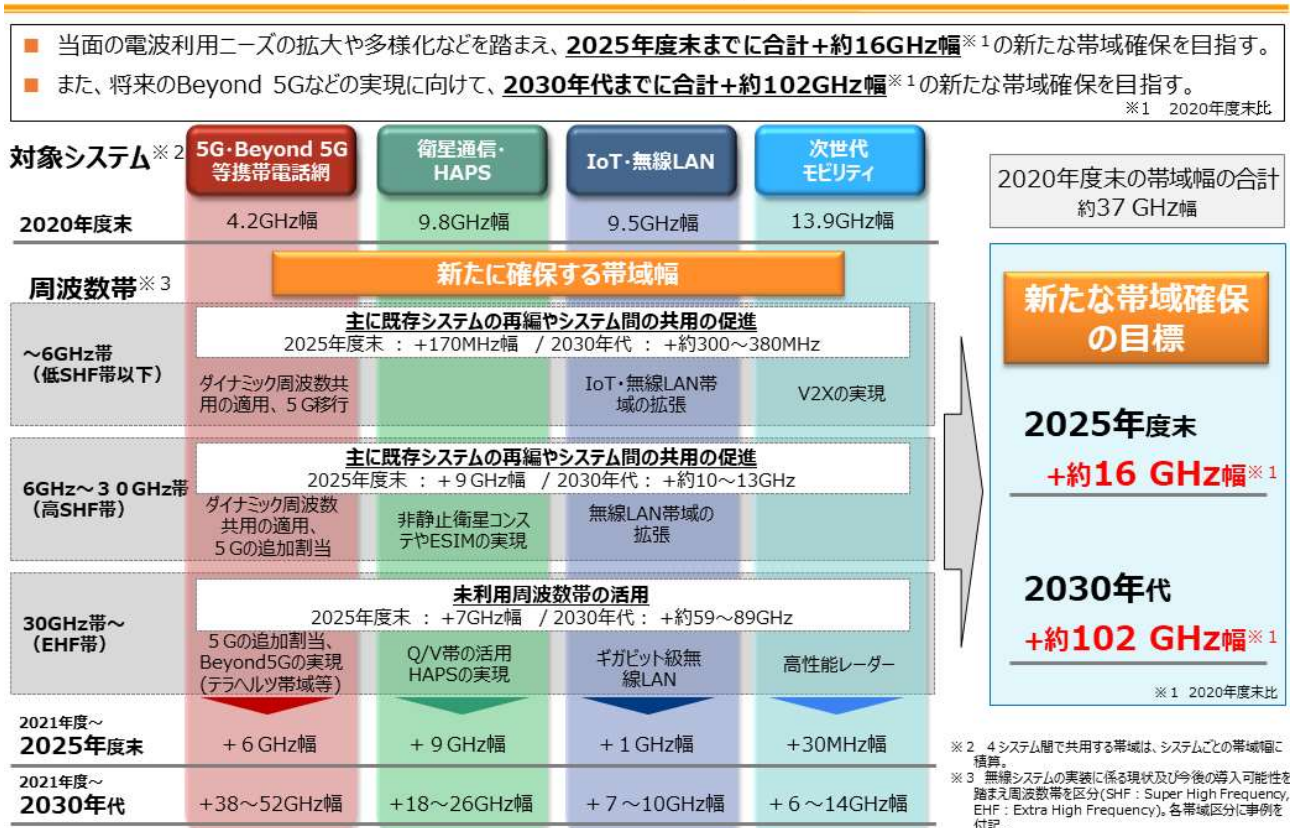 ■ 当面の電波利用ニーズの拡大や多様化などを踏まえ、2025年度末までに合計+約16GHz幅※1の新たな帯域確保を目指す。
■ また、将来のBeyond 5Gなどの実現に向けて、2030年代までに合計+約102GHz幅※1の新たな帯域確保を目指す。
※1 2020年度末比
対象システム※2
5G・Beyond 5G
等携帯電話網
衛星通信・
HAPS
IoT・無線LAN
次世代
モビリティ
2020年度末
4.2GHz幅
9.8GHz幅
9.5GHz幅
13.9GHz幅
2020年度末の帯域幅の合計
約37 GHz幅
周波数帯※3
新たに確保する帯域幅
～6GHz帯
（低SHF帯以下）
主に既存システムの再編やシステム間の共用の促進
2025年度末 : +170MHz幅 / 2030年代 : +約300～380MHz
ダイナミック周波数共
用の適用、５G移行
IoT・無線LAN帯
域の拡張
V2Xの実現
6GHz～３０GHz帯
（高SHF帯）
主に既存システムの再編やシステム間の共用の促進
2025年度末 : +９GHz幅 / 2030年代 : +約10～13GHz
ダイナミック周波数
共用の適用、
５Gの追加割当
非静止衛星コンス
テやESIMの実現
無線LAN帯域の
拡張
30GHz帯～
（EHF帯）
未利用周波数帯の活用
2025年度末 : +7GHz幅 / 2030年代 : +約59～89GHz
５Gの追加割当、
Beyond5Gの実現
(テラヘルツ帯域等)
Q/V帯の活用
HAPSの実現
ギガビット級無
線LAN
高性能レーダー
2021年度～
2025年度末
+６GHz幅
+９GHz幅
+１GHz幅
+30MHz幅
2021年度～
2030年代
+38～52GHz幅
+18～26GHz幅
+７～10GHz幅
+６～14GHz幅
新たな帯域確保
の目標
2025年度末
+約16 GHz幅※1
2030年代
+約102 GHz幅※1
※1 2020年度末比
※２ ４システム間で共用する帯域は、システムごとの帯域幅に
積算。
※３ 無線システムの実装に係る現状及び今後の導入可能性を
踏まえ周波数帯を区分(SHF：Super High Frequency,
EHF：Extra High Frequency)。各帯域区分に事例を
付記